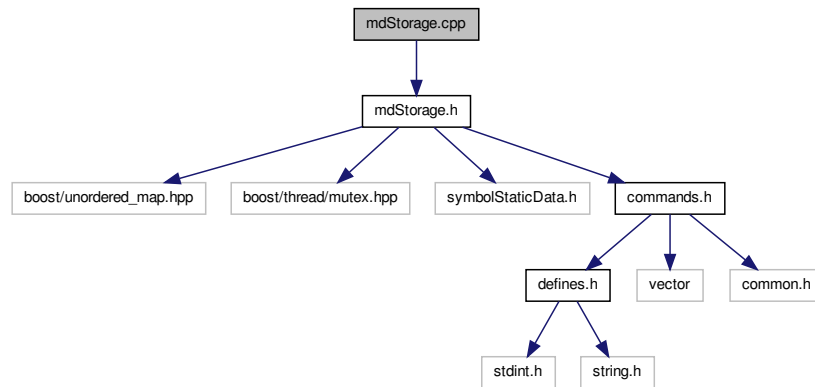 mdStorage.cpp
mdStorage.h
boost/unordered_map.hpp
boost/thread/mutex.hpp
symbolStaticData.h
commands.h
defines.h
vector
common.h
stdint.h
string.h